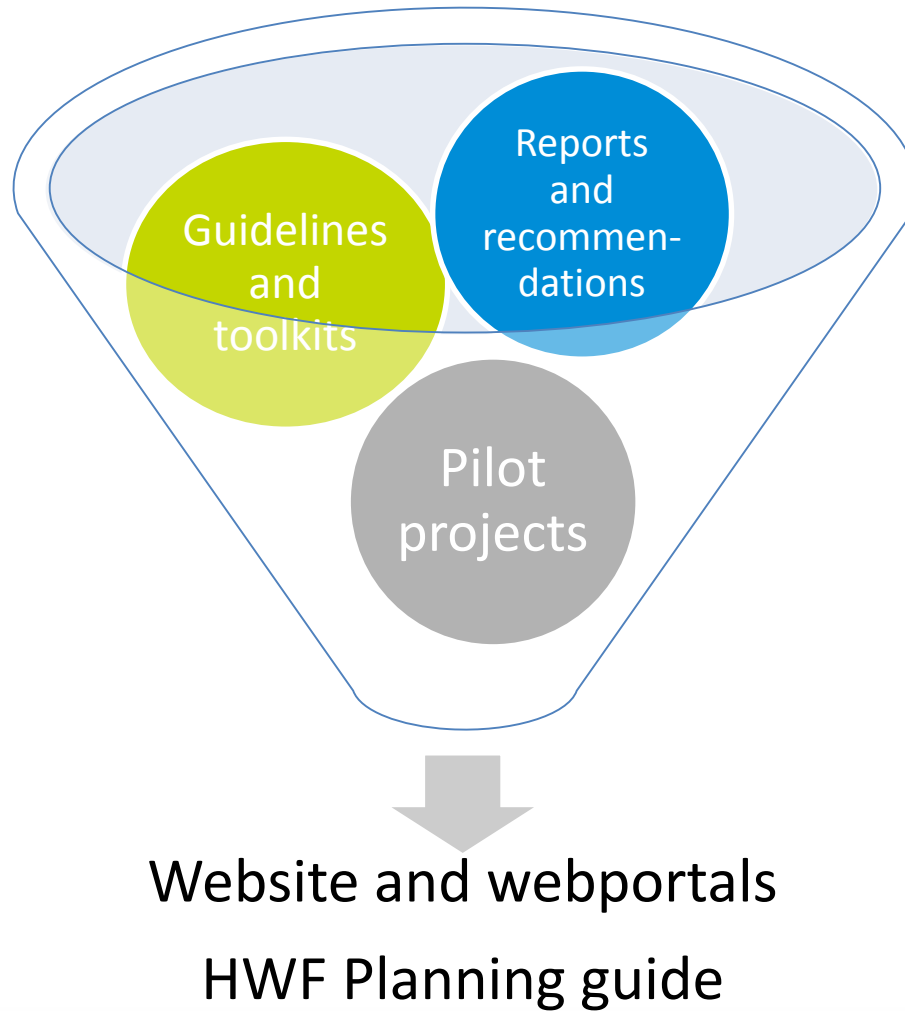 Guidelines
and
toolkits
Reports
and
recommen-
dations
Pilot
projects
Website and webportals
HWF Planning guide